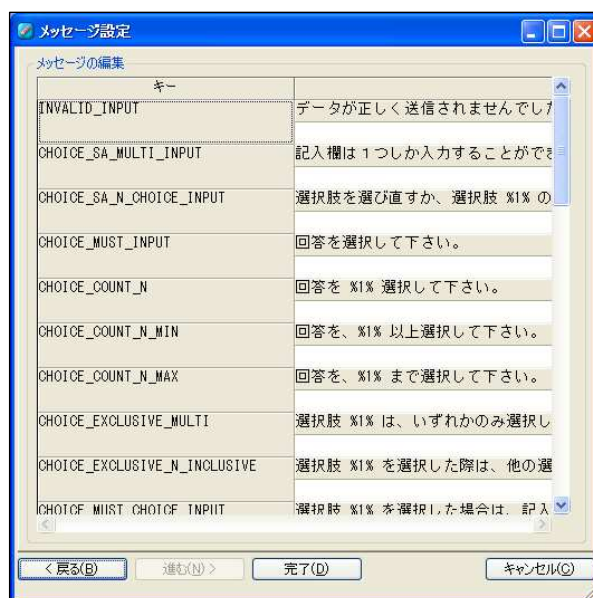 メッセージ設定
メッセージの編集
キー
INVALID_INPUT データが正しく送信されませんでした
CHOICE_SA_MULTI_INPUT 記入欄は１つしか入力することができ
CHOICE_SA_N_CHOICE_INPUT 選択肢を選び直すか、選択肢 %1% の
CHOICE_MUST_INPUT 回答を選択して下さい。
CHOICE_COUNT_N 回答を %1% 選択して下さい。
CHOICE_COUNT_N_MIN 回答を、%1% 以上選択して下さい。
CHOICE_COUNT_N_MAX 回答を、%1% まで選択して下さい。
CHOICE_EXCLUSIVE_MULTI 選択肢 %1% は、いずれかのみ選択し
CHOICE_EXCLUSIVE_N_INCLUSIVE 選択肢 %1% を選択した際は、他の選
CHOICE_MUST_CHOICE_INPUT 選択肢 %1% を選択した場合は、記入
< 戻る(B) 進む(N) > 完了(D) キャンセル(C)